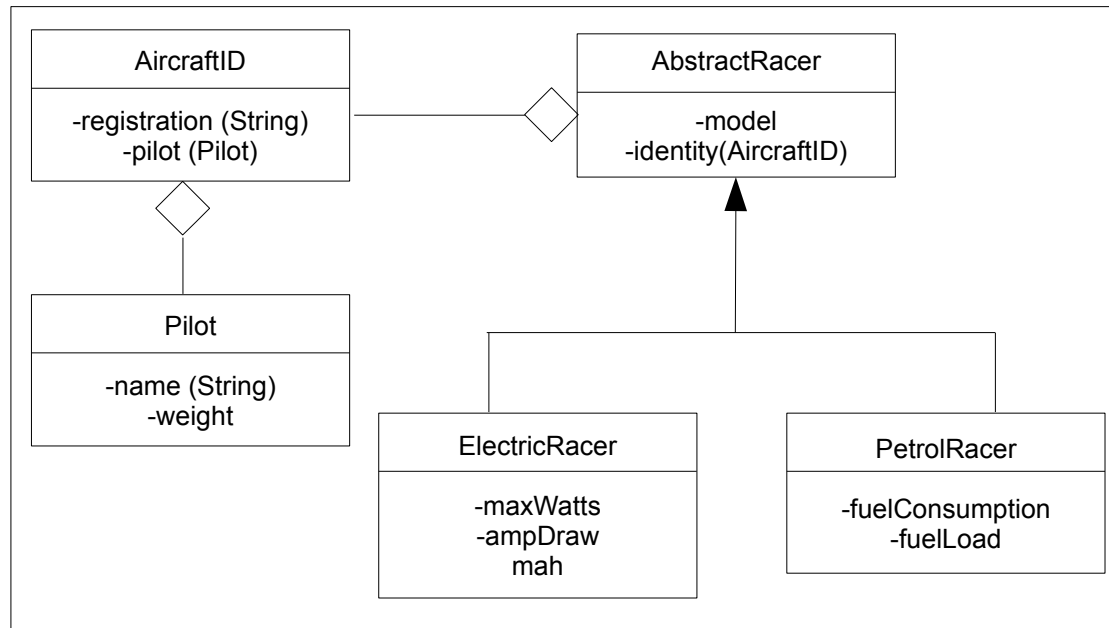 AircraftID
-registration (String)
-pilot (Pilot)
AbstractRacer
-model
-identity(AircraftID)
Pilot
-name (String)
-weight
ElectricRacer
-maxWatts
-ampDraw
mah
PetrolRacer
-fuelConsumption
-fuelLoad